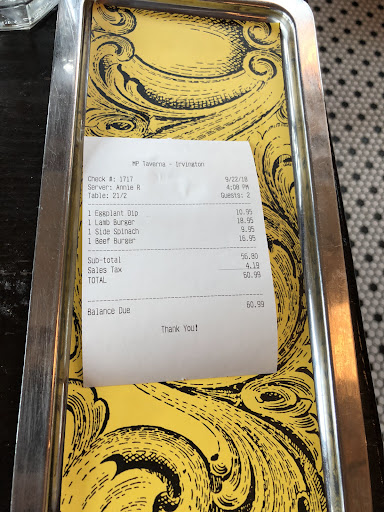 MP Taverna - Irvington
Check #: 1717 9/22/18
Server: Annie R 4:08 PM
Table: 21/2 Guests: 2
1 Eggplant Dip 10.95
1 Lamb Burger 18.95
1 Side Spinach 9.95
1 Beef Burger 16.95
Sub-total 56.80
Sales Tax 4.19
TOTAL 60.99
Balance Due 60.99
Thank You!